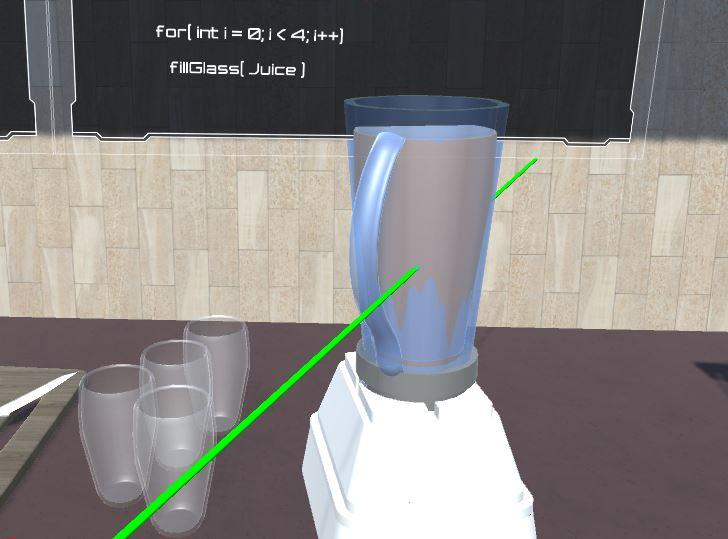 for( int i = 0; i < 4; i++)
fillGlass( Juice )